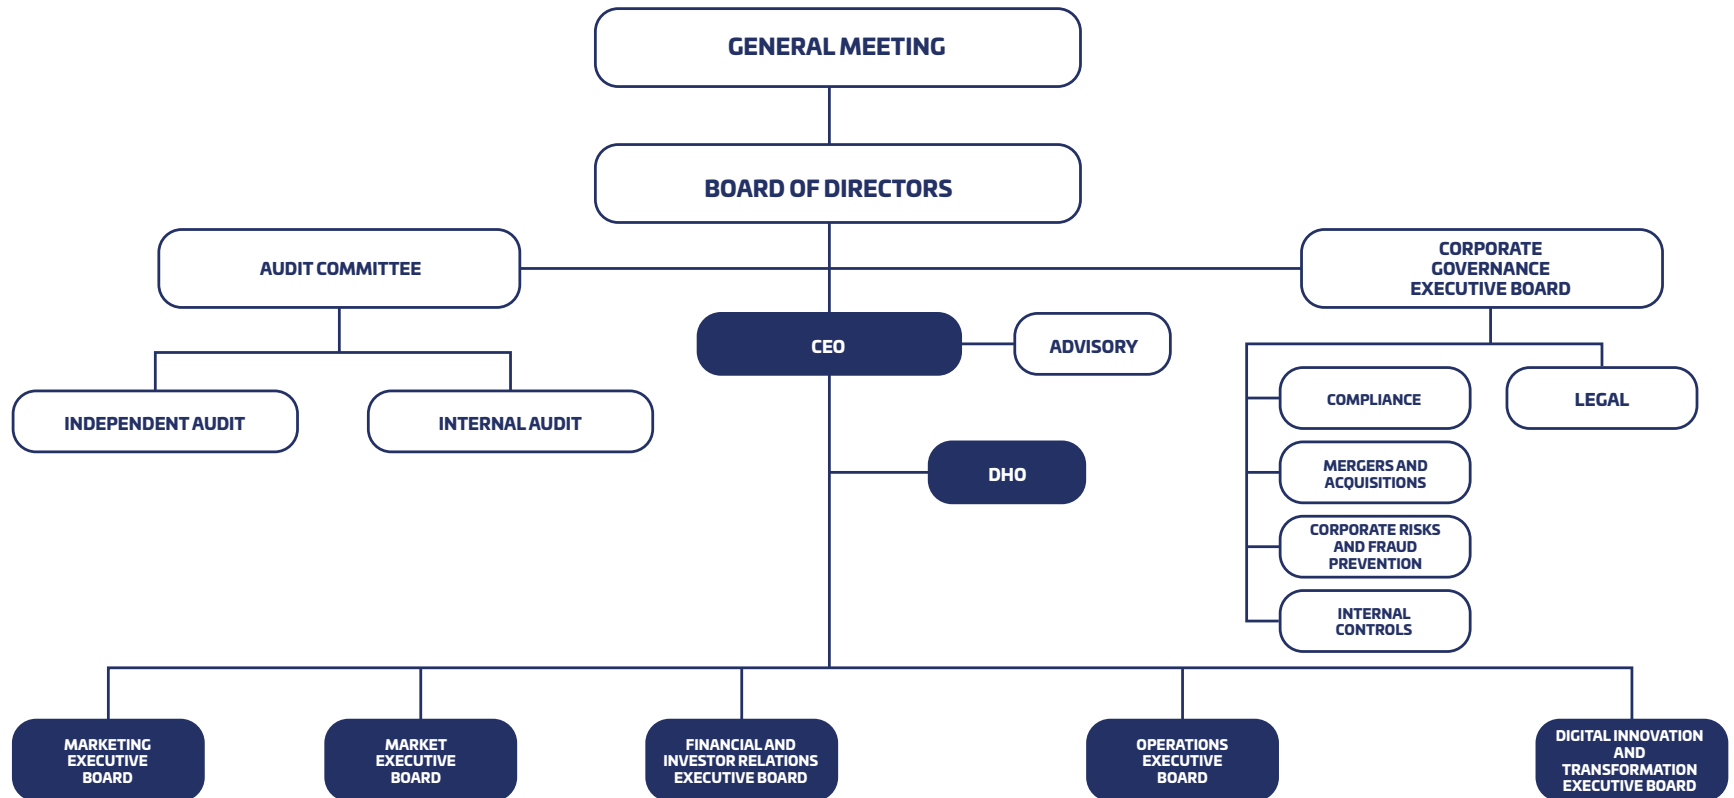 GENERAL MEETING
BOARD OF DIRECTORS
AUDIT COMMITTEE
CORPORATE
GOVERNANCE
EXECUTIVE BOARD
CEO
ADVISORY
INDEPENDENT AUDIT
INTERNAL AUDIT
COMPLIANCE
LEGAL
DHO
MERGERS AND
ACQUISITIONS
CORPORATE RISKS
AND FRAUD
PREVENTION
INTERNAL
CONTROLS
MARKETING
EXECUTIVE
BOARD
MARKET
EXECUTIVE
BOARD
FINANCIAL AND
INVESTOR RELATIONS
EXECUTIVE BOARD
OPERATIONS
EXECUTIVE
BOARD
DIGITAL INNOVATION
AND
TRANSFORMATION
EXECUTIVE BOARD